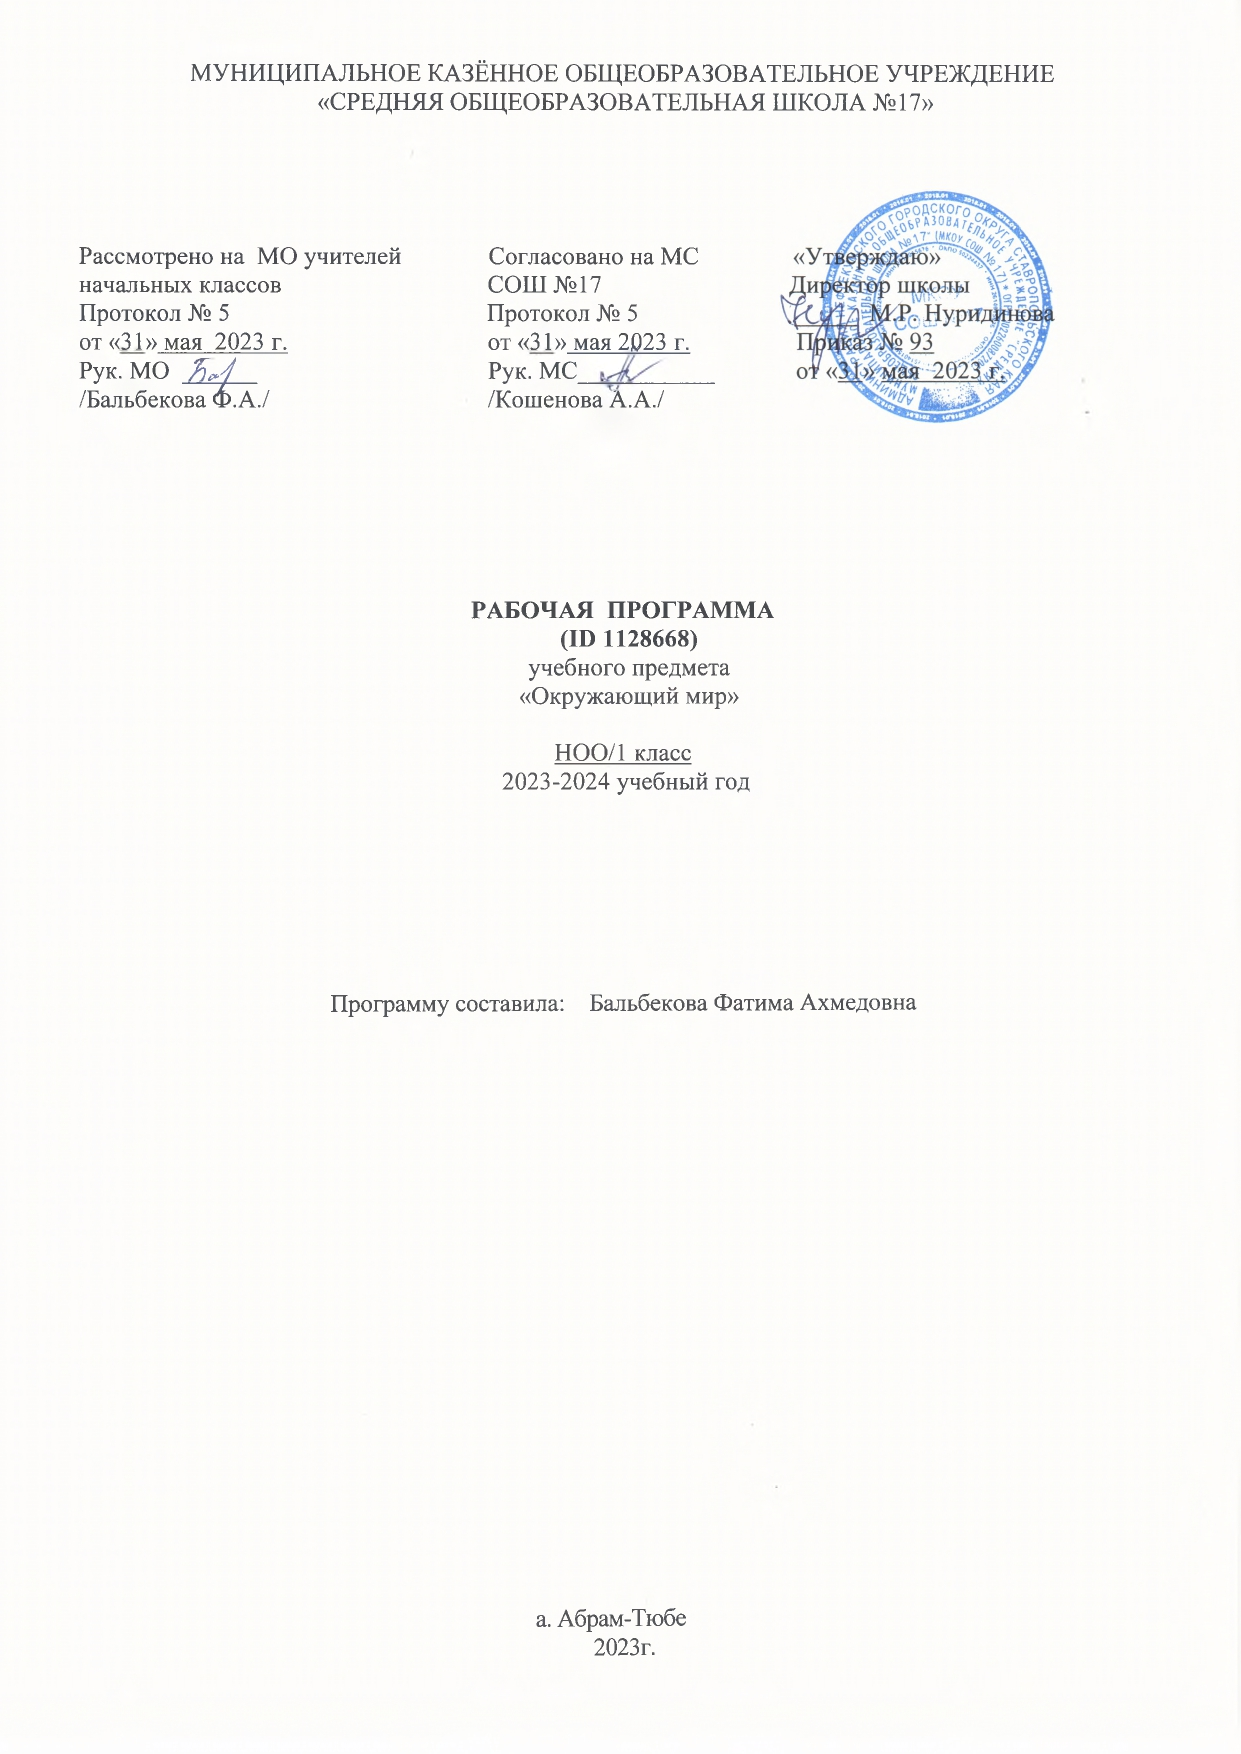 МУНИЦИПАЛЬНОЕ КАЗЁННОЕ ОБЩЕОБРАЗОВАТЕЛЬНОЕ УЧРЕЖДЕНИЕ
«СРЕДНЯЯ ОБЩЕОБРАЗОВАТЕЛЬНАЯ ШКОЛА №17»
Рассмотрено на МО учителей
начальных классов
Протокол № 5
от «31» мая 2023 г.
Рук. МО
/Бальбекова Ф.А./
Согласовано на МС
СОШ №17
Протокол № 5
от «31» мая 2023 г.
Рук. МС
/Кошенова А.А./
«Утверждаю»
Директор школы
М.Р. Нуридинова
Приказ № 93
от «31» мая 2023 г.
РАБОЧАЯ ПРОГРАММА
(ID 1128668)
учебного предмета
«Окружающий мир»
НОО/1 класс
2023-2024 учебный год
Программу составила: Бальбекова Фатима Ахмедовна
а. Абрам-Тюбе
2023г.